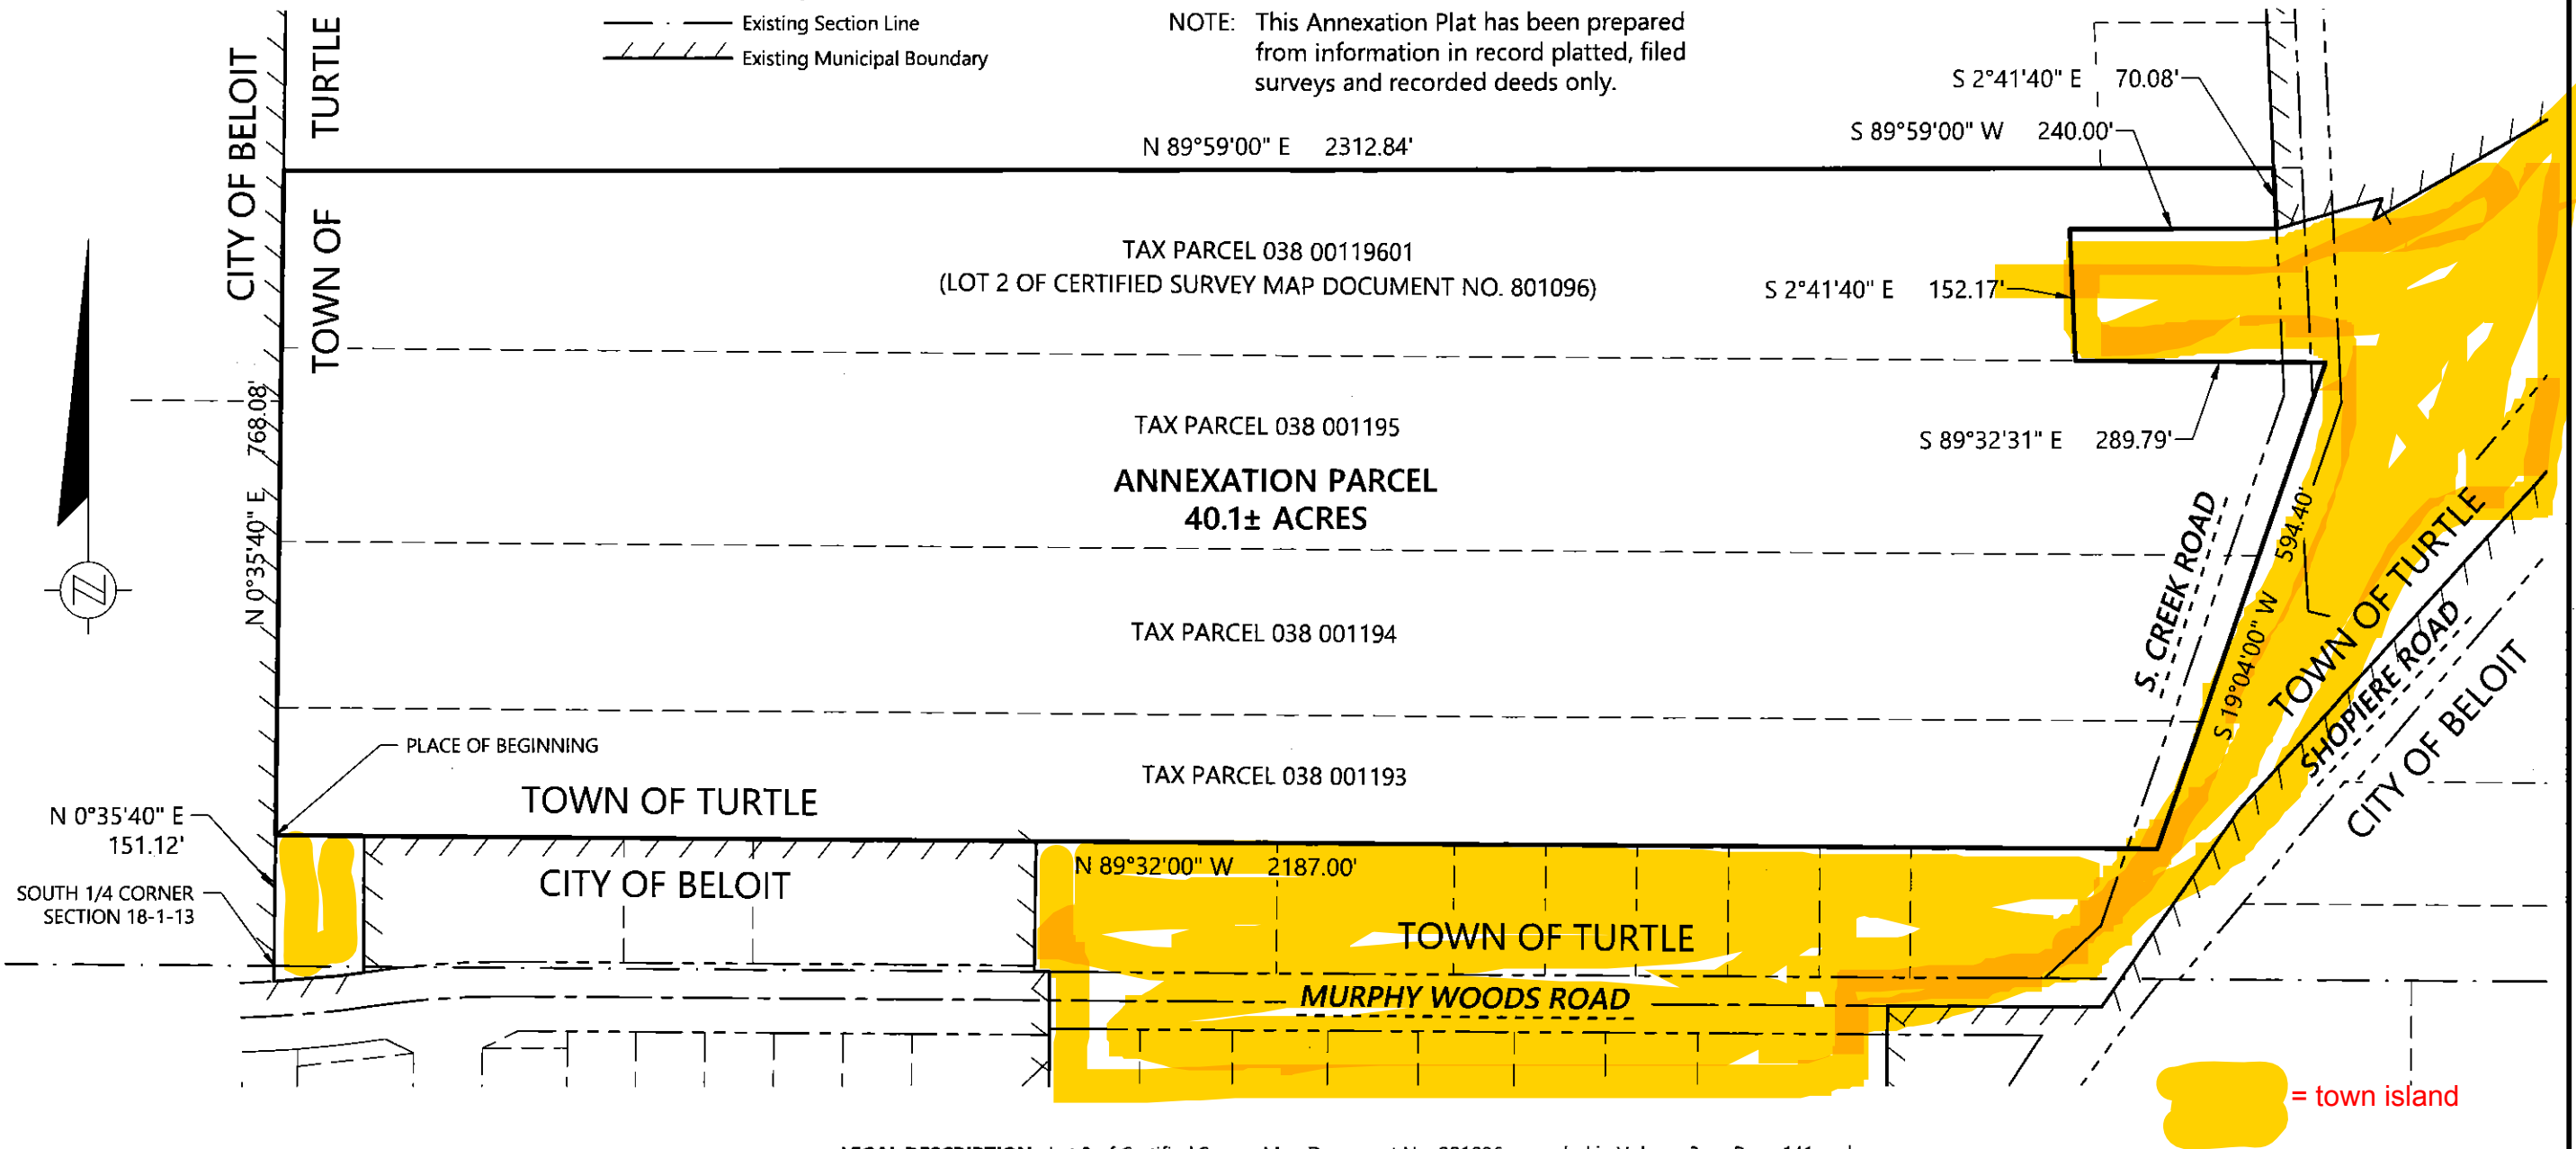 Existing Section Line
Existing Municipal Boundary
NOTE: This Annexation Plat has been prepared
from information in record platted, filed
surveys and recorded deeds only.
CITY OF BELOIT
TOWN OF TURTLE
S 2°41'40" E 70.08'
S 89°59'00" W 240.00'
N 89°59'00" E 2312.84'
TAX PARCEL 038 00119601
(LOT 2 OF CERTIFIED SURVEY MAP DOCUMENT NO. 801096)
S 2°41'40" E 152.17'
N 0°35'40" E 768.08'
TAX PARCEL 038 001195
S 89°32'31" E 289.79'
ANNEXATION PARCEL
40.1± ACRES
S. CREEK ROAD
S 19°04'00" W 594.40'
TOWN OF TURTLE
SHOPIERE ROAD
CITY OF BELOIT
TAX PARCEL 038 001194
PLACE OF BEGINNING
TAX PARCEL 038 001193
TOWN OF TURTLE
N 0°35'40" E
151.12'
N 89°32'00" W 2187.00'
CITY OF BELOIT
SOUTH 1/4 CORNER
SECTION 18-1-13
TOWN OF TURTLE
MURPHY WOODS ROAD
N
= town island